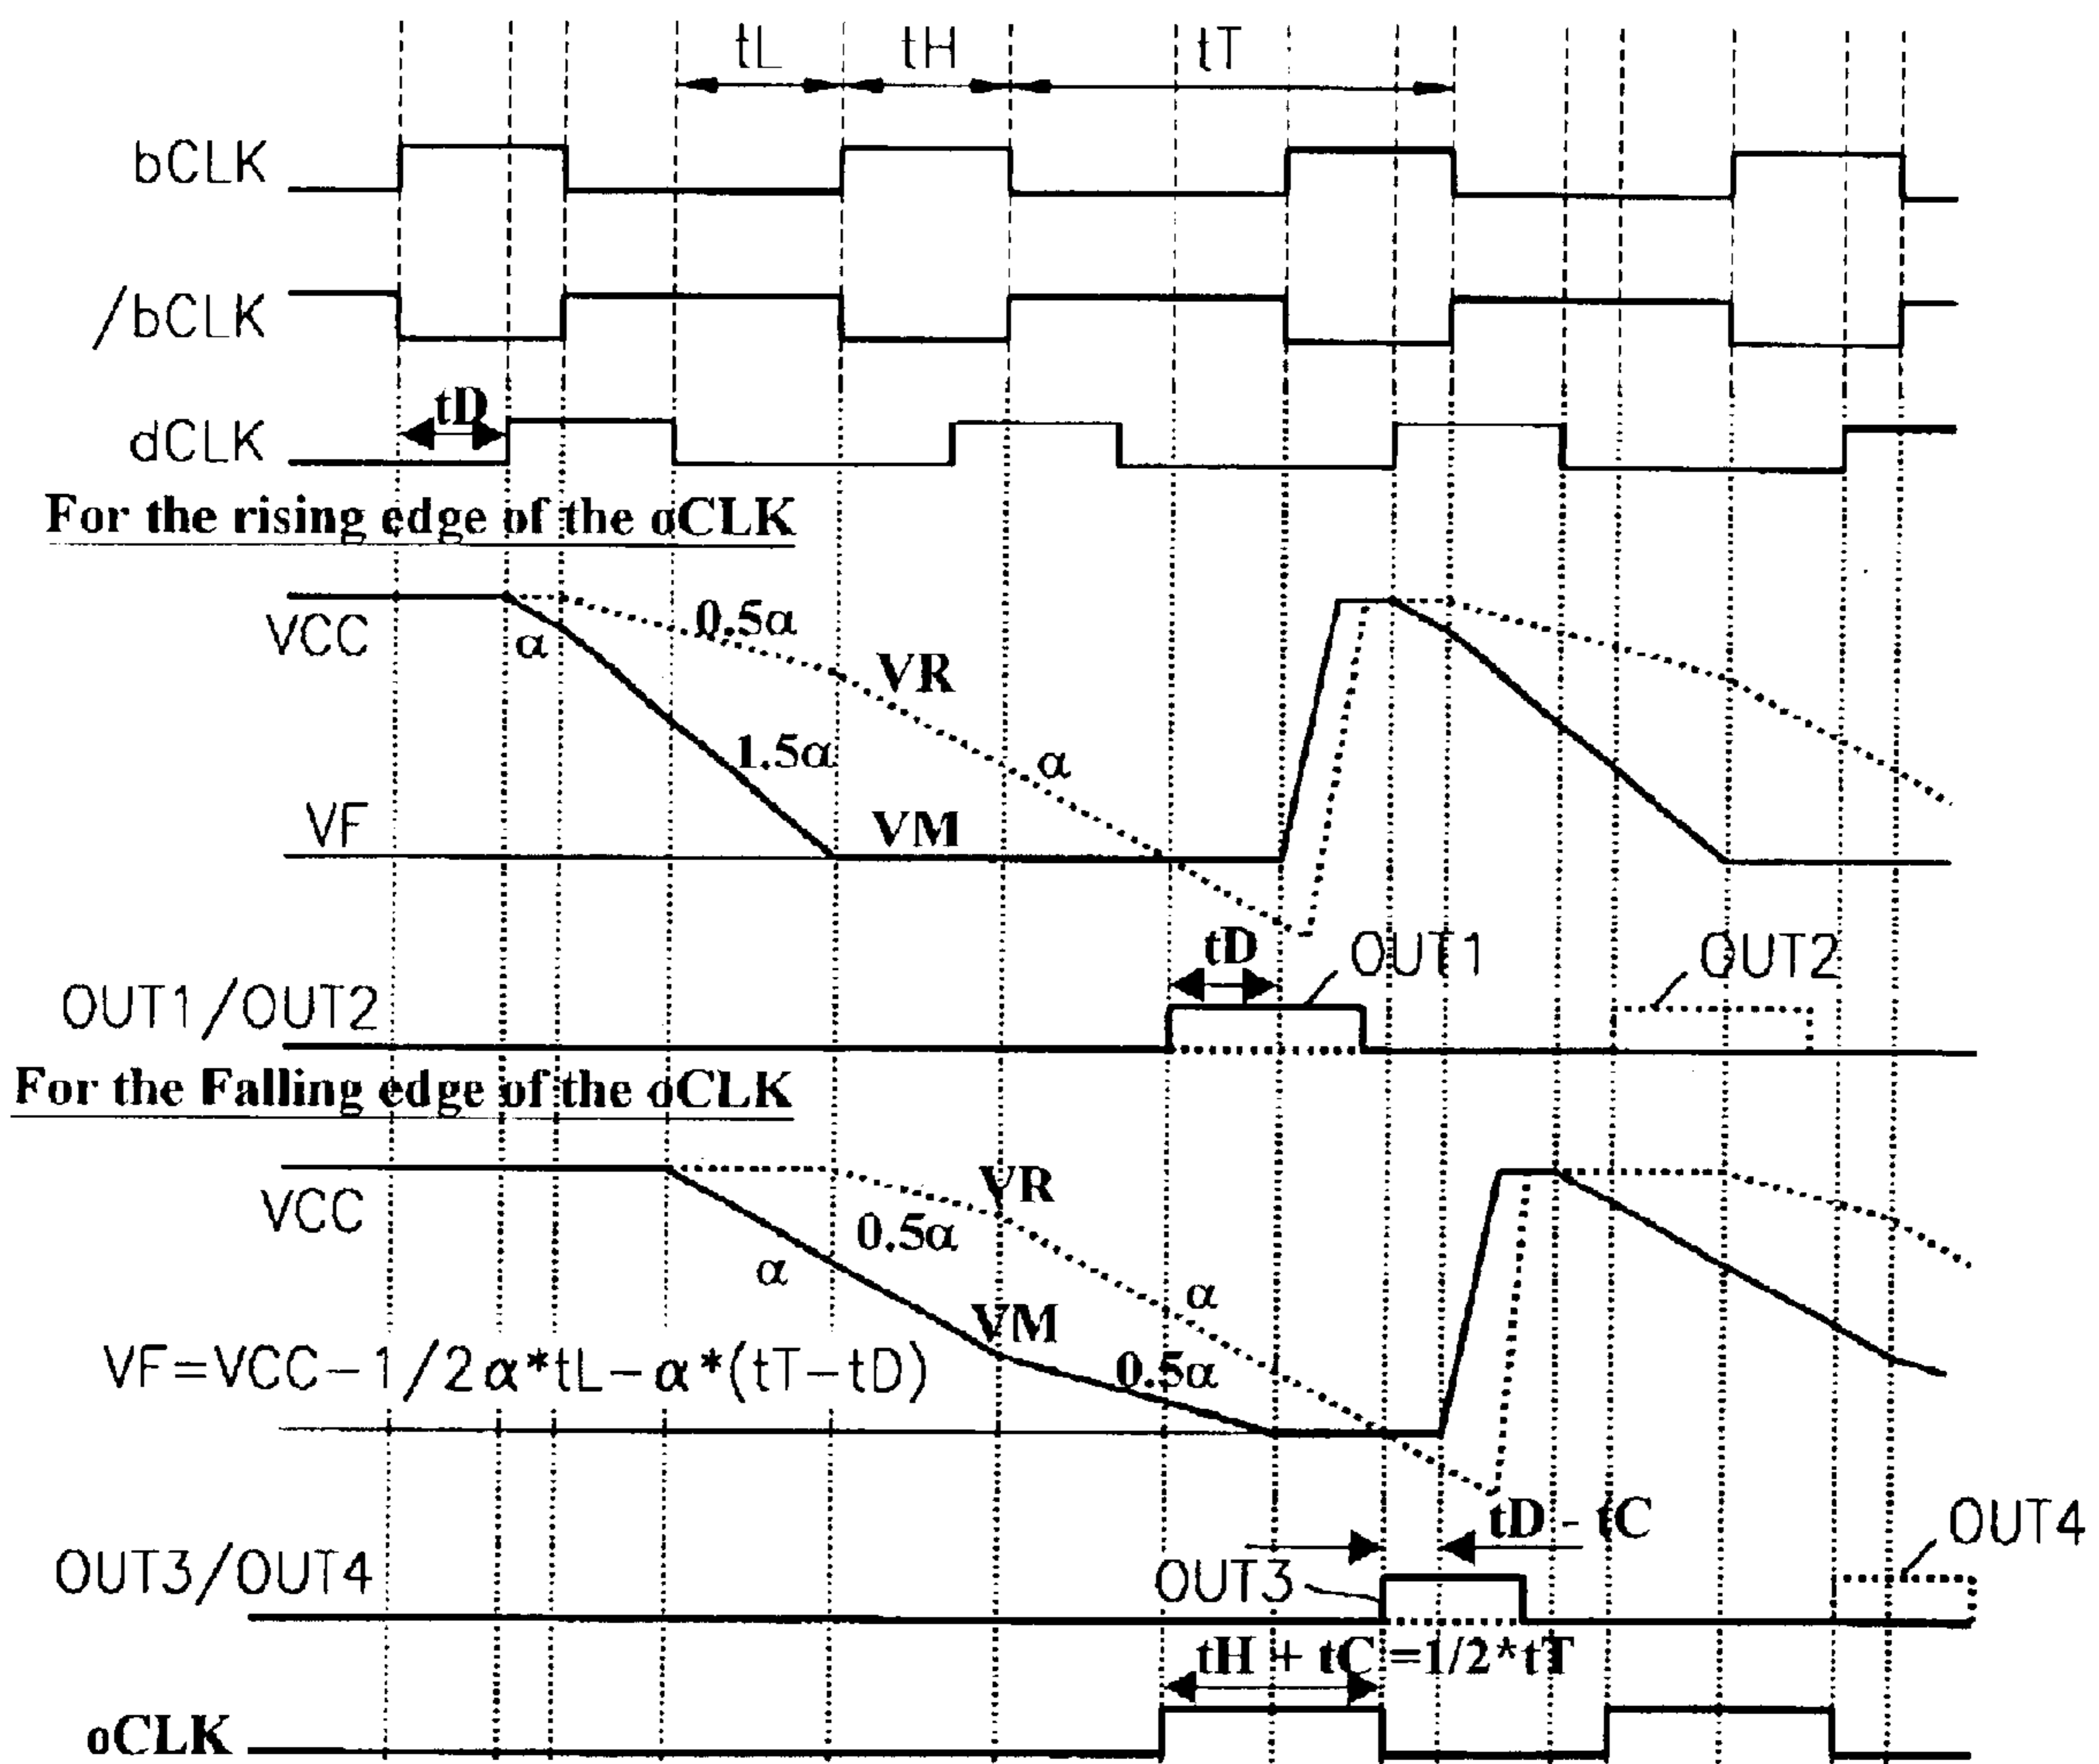 tL tH tT
bCLK
/bCLK
tD
dCLK
For the rising edge of the oCLK
VCC
α
0.5α
VR
1.5α
α
VF
VM
tD
OUT1
OUT2
OUT1/OUT2
For the Falling edge of the oCLK
VCC
VR
0.5α
α
α
VM
VF=VCC-1/2α*tL-α*(tT-tD)
0.5α
tD - tC
OUT4
OUT3/OUT4
OUT3
tH + tC =1/2*tT
oCLK